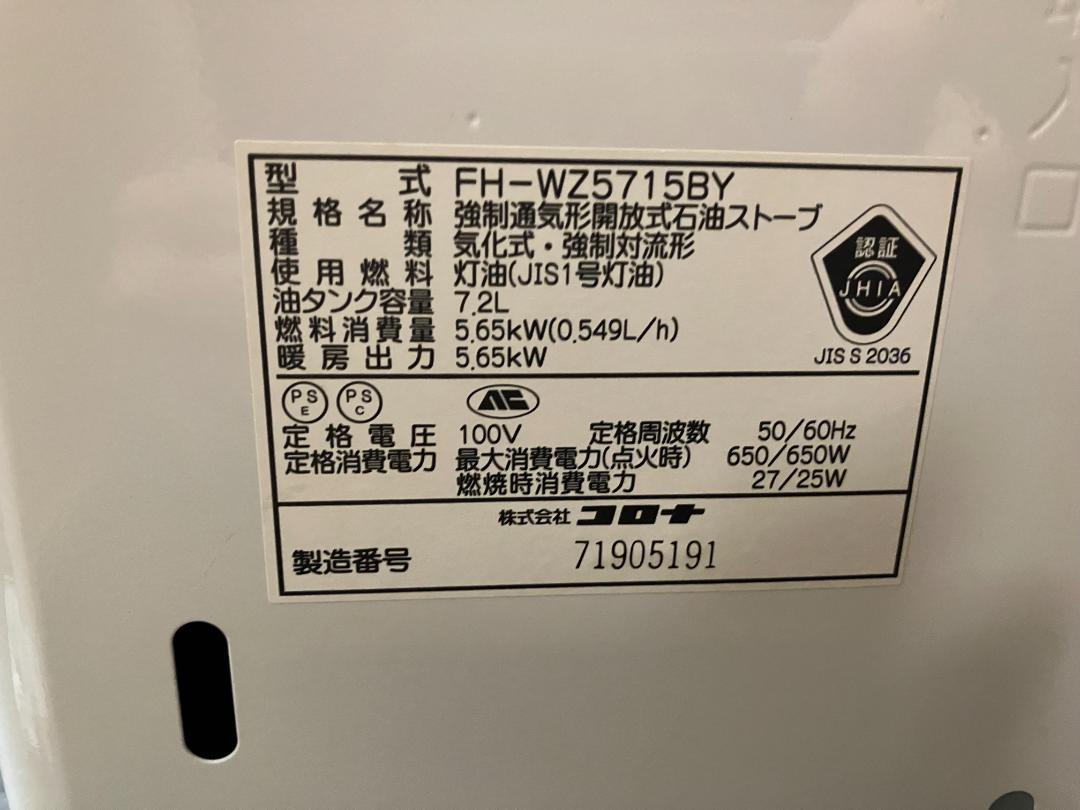 型式 FH-WZ5715BY
規格名称 強制通気形開放式石油ストーブ
種類 気化式・強制対流形
使用燃料 灯油(JIS1号灯油)
油タンク容量 7.2L
燃料消費量 5.65kW(0.549L/h)
暖房出力 5.65kW
認証
JHIA
JIS S 2036
PSE PSC
定格電圧 100V 定格周波数 50/60Hz
定格消費電力 最大消費電力(点火時) 650/650W
燃焼時消費電力 27/25W
株式会社 コロナ
製造番号 71905191